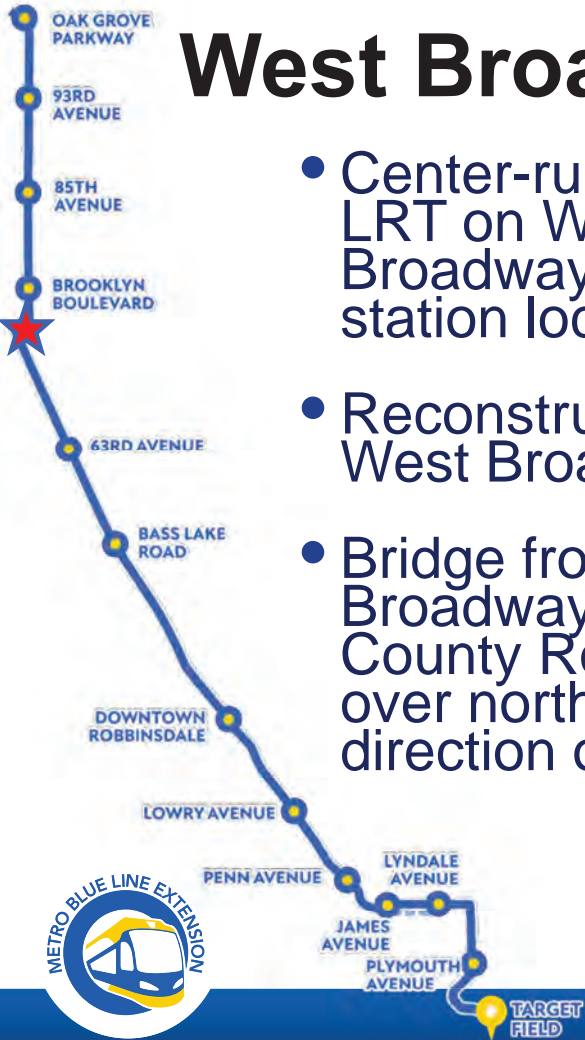 OAK GROVE
PARKWAY
West Broa
93RD
AVENUE
• Center-ru
LRT on W
Broadway
station loc
85TH
AVENUE
BROOKLYN
BOULEVARD
• Reconstru
West Broa
63RD AVENUE
BASS LAKE
ROAD
• Bridge fro
Broadway
County Ro
over north
direction o
DOWNTOWN
ROBBINSDALE
LOWRY AVENUE
PENN AVENUE
LYNDALE
AVENUE
JAMES
AVENUE
PLYMOUTH
AVENUE
METRO BLUE LINE EXTENSION
TARGET
FIELD